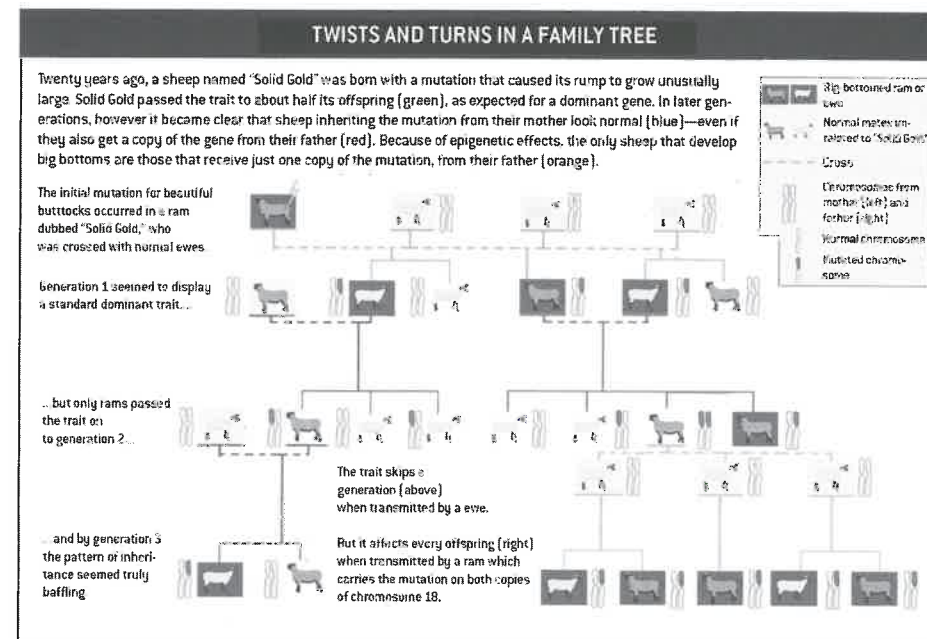 TWISTS AND TURNS IN A FAMILY TREE
Twenty years ago, a sheep named "Solid Gold" was born with a mutation that caused its rump to grow unusually
large. Solid Gold passed the trait to about half its offspring (green), as expected for a dominant gene. In later gen-
erations, however it became clear that sheep inheriting the mutation from their mother look normal (blue)—even if
they also get a copy of the gene from their father (red). Because of epigenetic effects, the only sheep that develop
big bottoms are those that receive just one copy of the mutation, from their father (orange).
Big bottomed ram or
ewe
Normal mates un-
related to "Solid Gold"
Cross
Chromosomes from
mother (left) and
father (right)
Normal chromosome
Mutated chromo-
some
The initial mutation for beautiful
butttocks occurred in a ram
dubbed "Solid Gold," who
was crossed with normal ewes
Generation 1 seemed to display
a standard dominant trait...
...but only rams passed
the trait on
to generation 2...
The trait skips a
generation (above)
when transmitted by a ewe.
...and by generation 3
the pattern of inheri-
tance seemed truly
baffling
But it affects every offspring (right)
when transmitted by a ram which
carries the mutation on both copies
of chromosome 18.